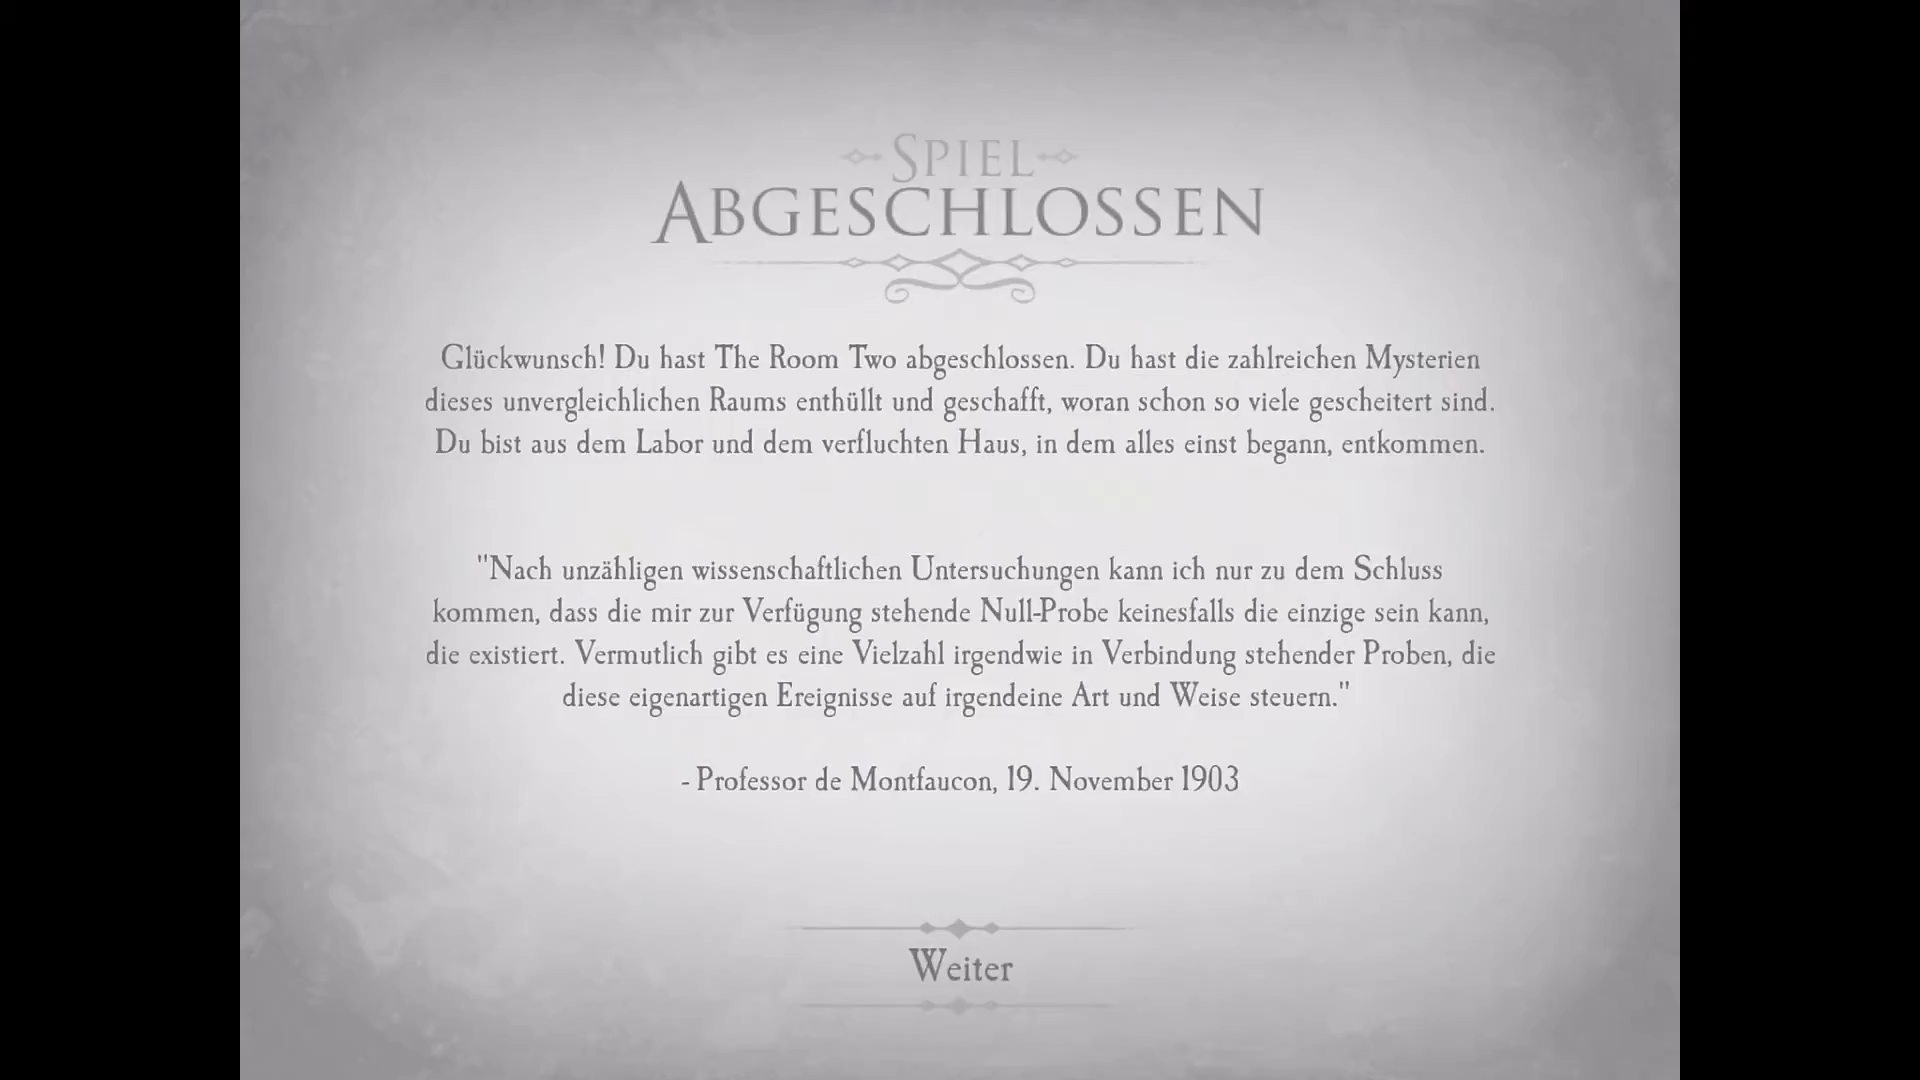 Spiel
Abgeschlossen
Glückwunsch! Du hast The Room Two abgeschlossen. Du hast die zahlreichen Mysterien
dieses unvergleichlichen Raums enthüllt und geschafft, woran schon so viele gescheitert sind.
Du bist aus dem Labor und dem verfluchten Haus, in dem alles einst begann, entkommen.
"Nach unzähligen wissenschaftlichen Untersuchungen kann ich nur zu dem Schluss
kommen, dass die mir zur Verfügung stehende Null-Probe keinesfalls die einzige sein kann,
die existiert. Vermutlich gibt es eine Vielzahl irgendwie in Verbindung stehender Proben, die
diese eigenartigen Ereignisse auf irgendeine Art und Weise steuern."
- Professor de Montfaucon, 19. November 1903
Weiter